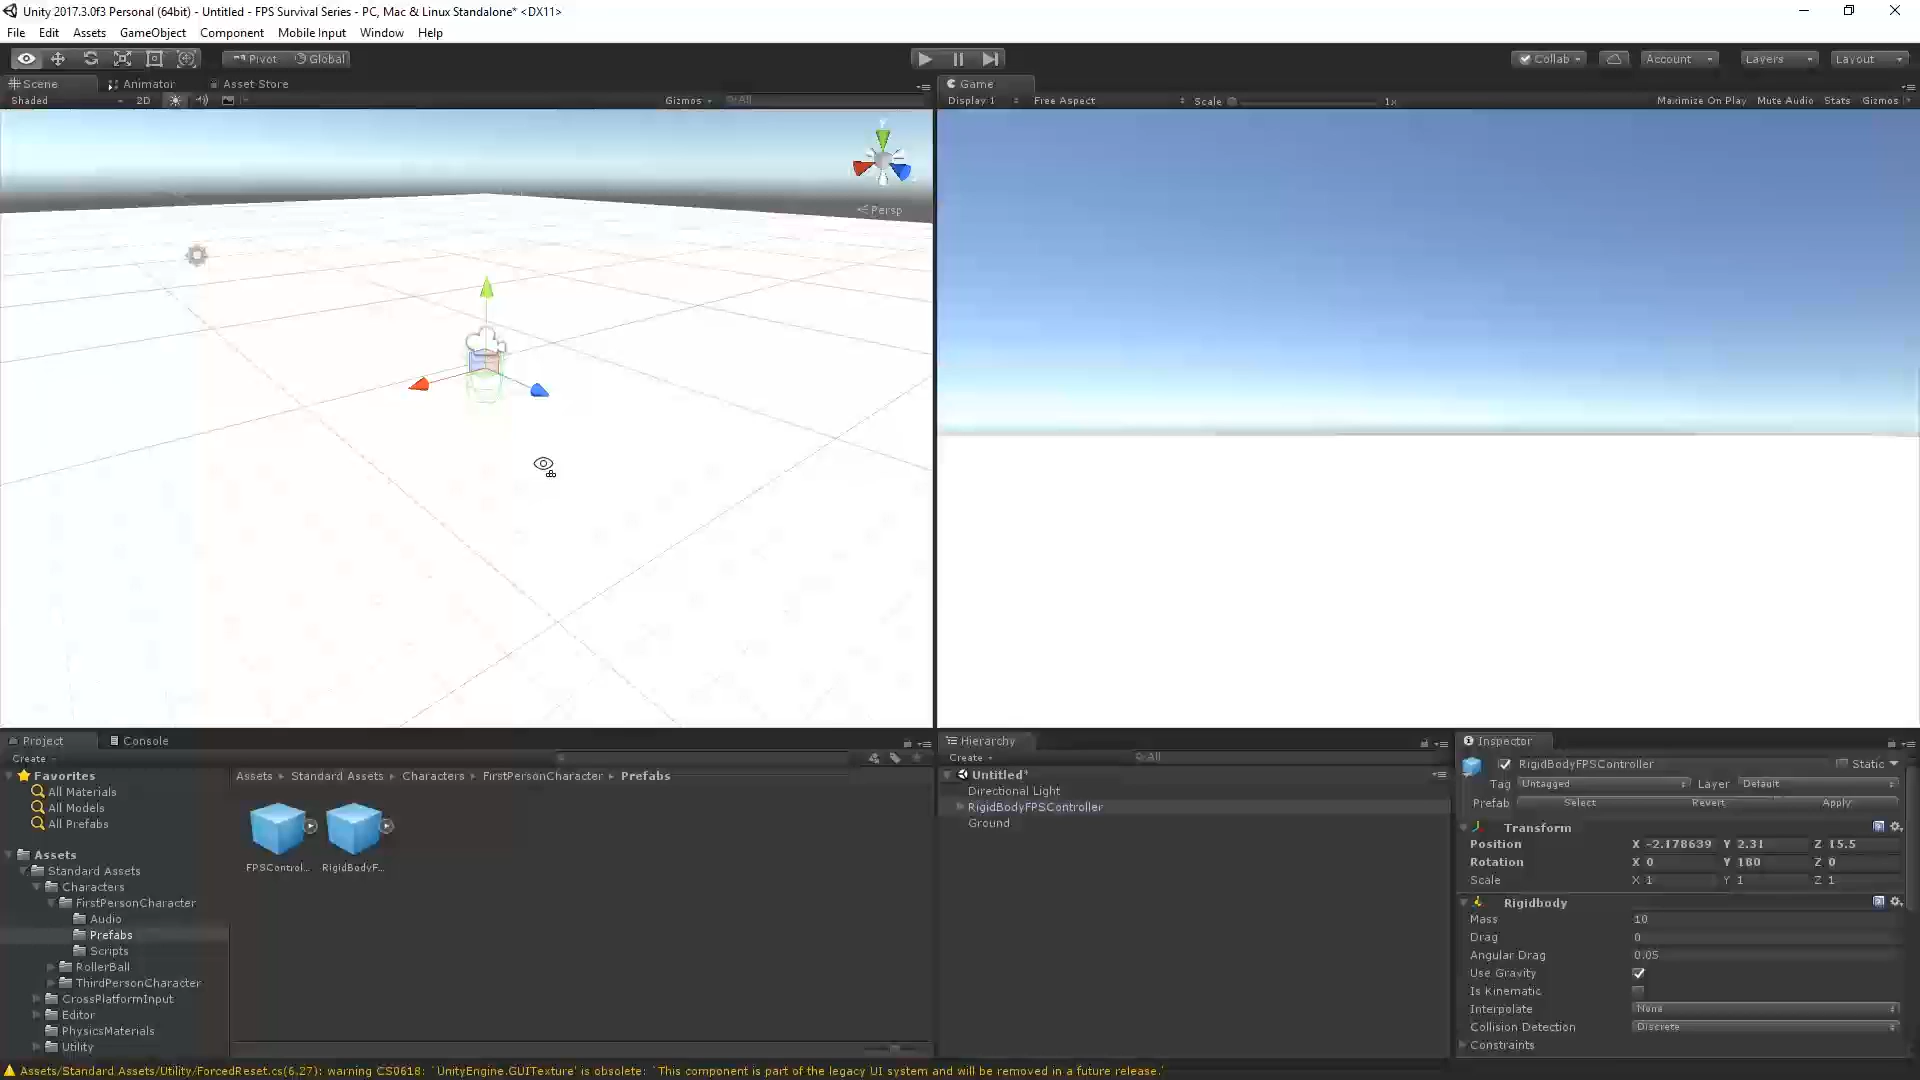 Unity 2017.3.0f3 Personal (64bit) - Untitled - FPS Survival Series - PC, Mac & Linux Standalone* <DX11>
File Edit Assets GameObject Component Mobile Input Window Help
Pivot Global Collab Account Layers Layout
Scene Animator Asset Store
Shaded 2D Gizmos All
Game
Display 1 Free Aspect Scale 1x Maximize On Play Mute Audio Stats Gizmos
Y
Persp
Project Console
Create
Favorites
All Materials
All Models
All Prefabs
Assets
Standard Assets
Characters
FirstPersonCharacter
Audio
Prefabs
Scripts
RollerBall
ThirdPersonCharacter
CrossPlatformInput
Editor
PhysicsMaterials
Utility
Assets Standard Assets Characters FirstPersonCharacter Prefabs
FPSControl... RigidBodyF...
Hierarchy
Create All
Untitled*
Directional Light
RigidBodyFPSController
Ground
Inspector
RigidBodyFPSController Static
Tag Untagged Layer Default
Prefab Select Revert Apply
Transform
Position X -2.178639 Y 2.31 Z 15.5
Rotation X 0 Y 180 Z 0
Scale X 1 Y 1 Z 1
Rigidbody
Mass 10
Drag 0
Angular Drag 0.05
Use Gravity
Is Kinematic
Interpolate None
Collision Detection Discrete
Constraints
Assets/Standard Assets/Utility/ForcedReset.cs(6,27): warning CS0618: `UnityEngine.GUITexture' is obsolete: `This component is part of the legacy UI system and will be removed in a future release.'